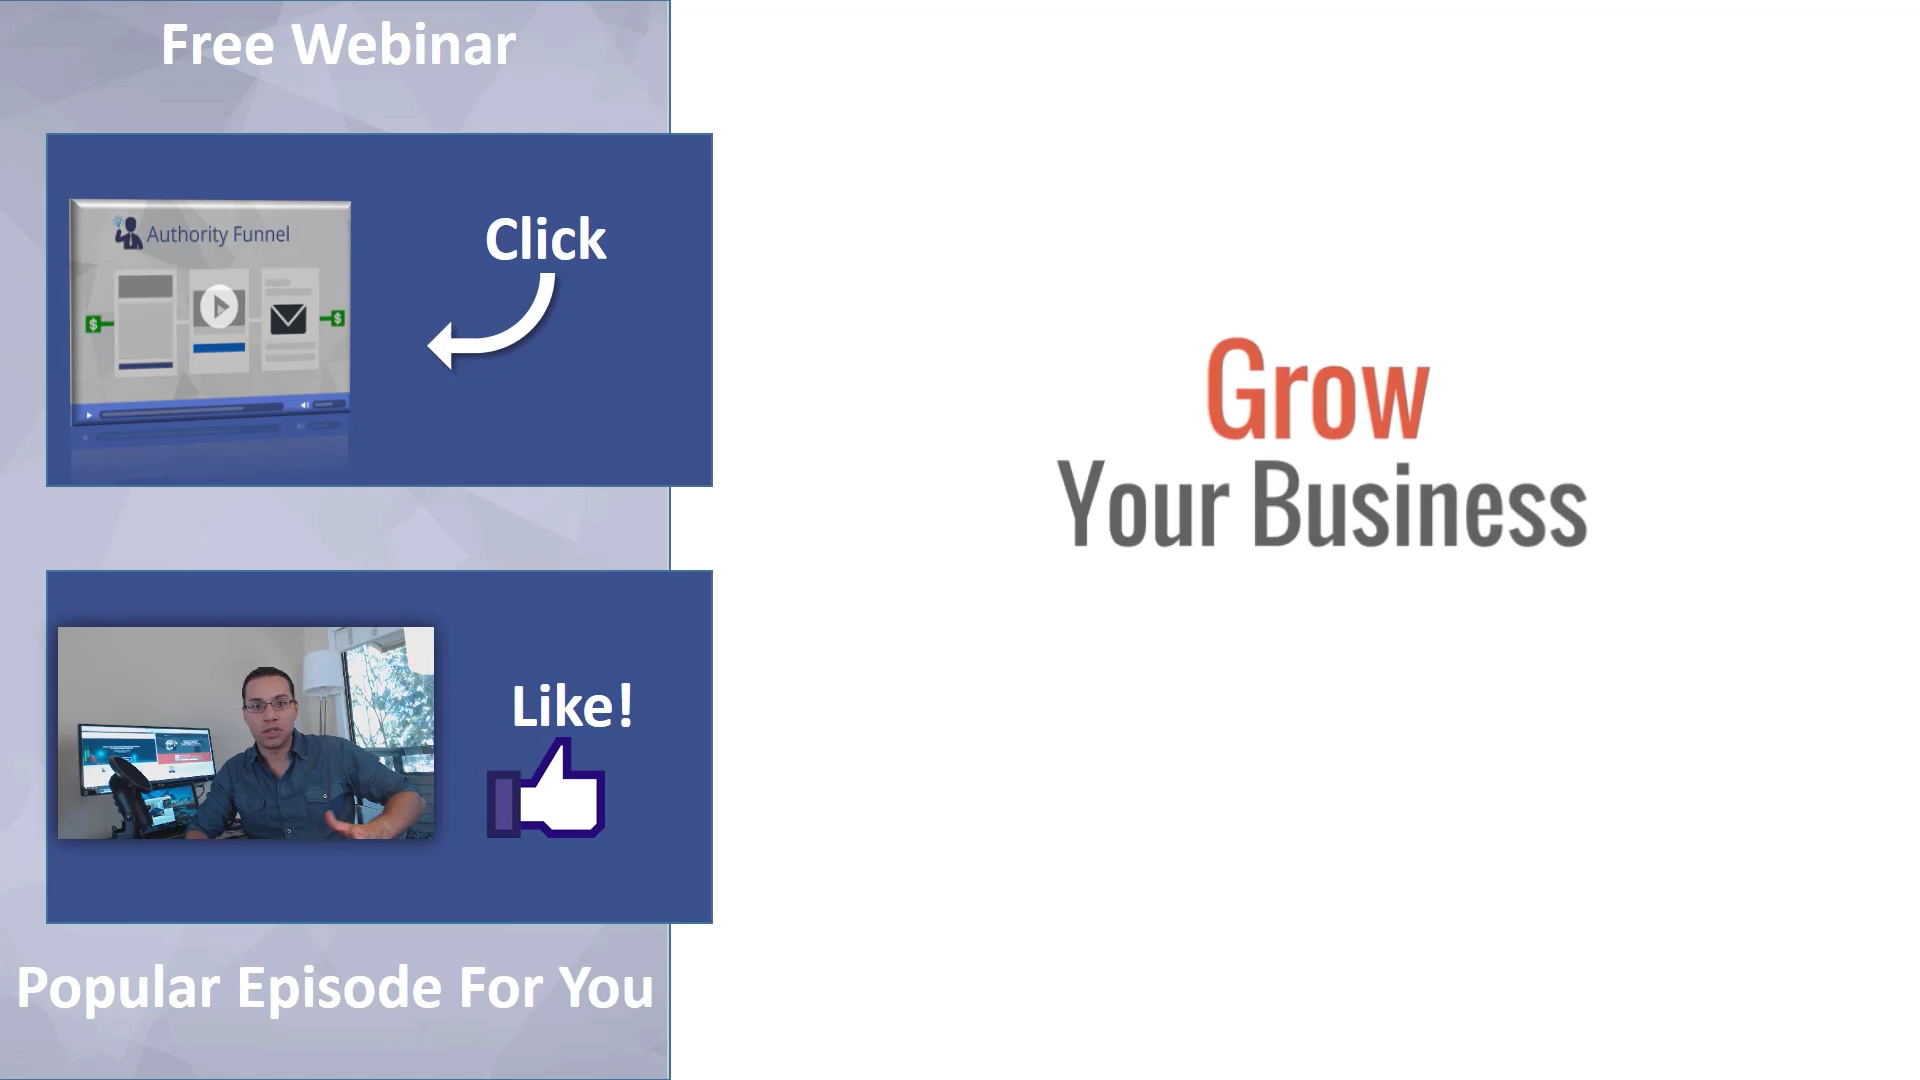 Free Webinar
Authority Funnel
$
$
Click
Like!
Popular Episode For You
Grow
Your Business